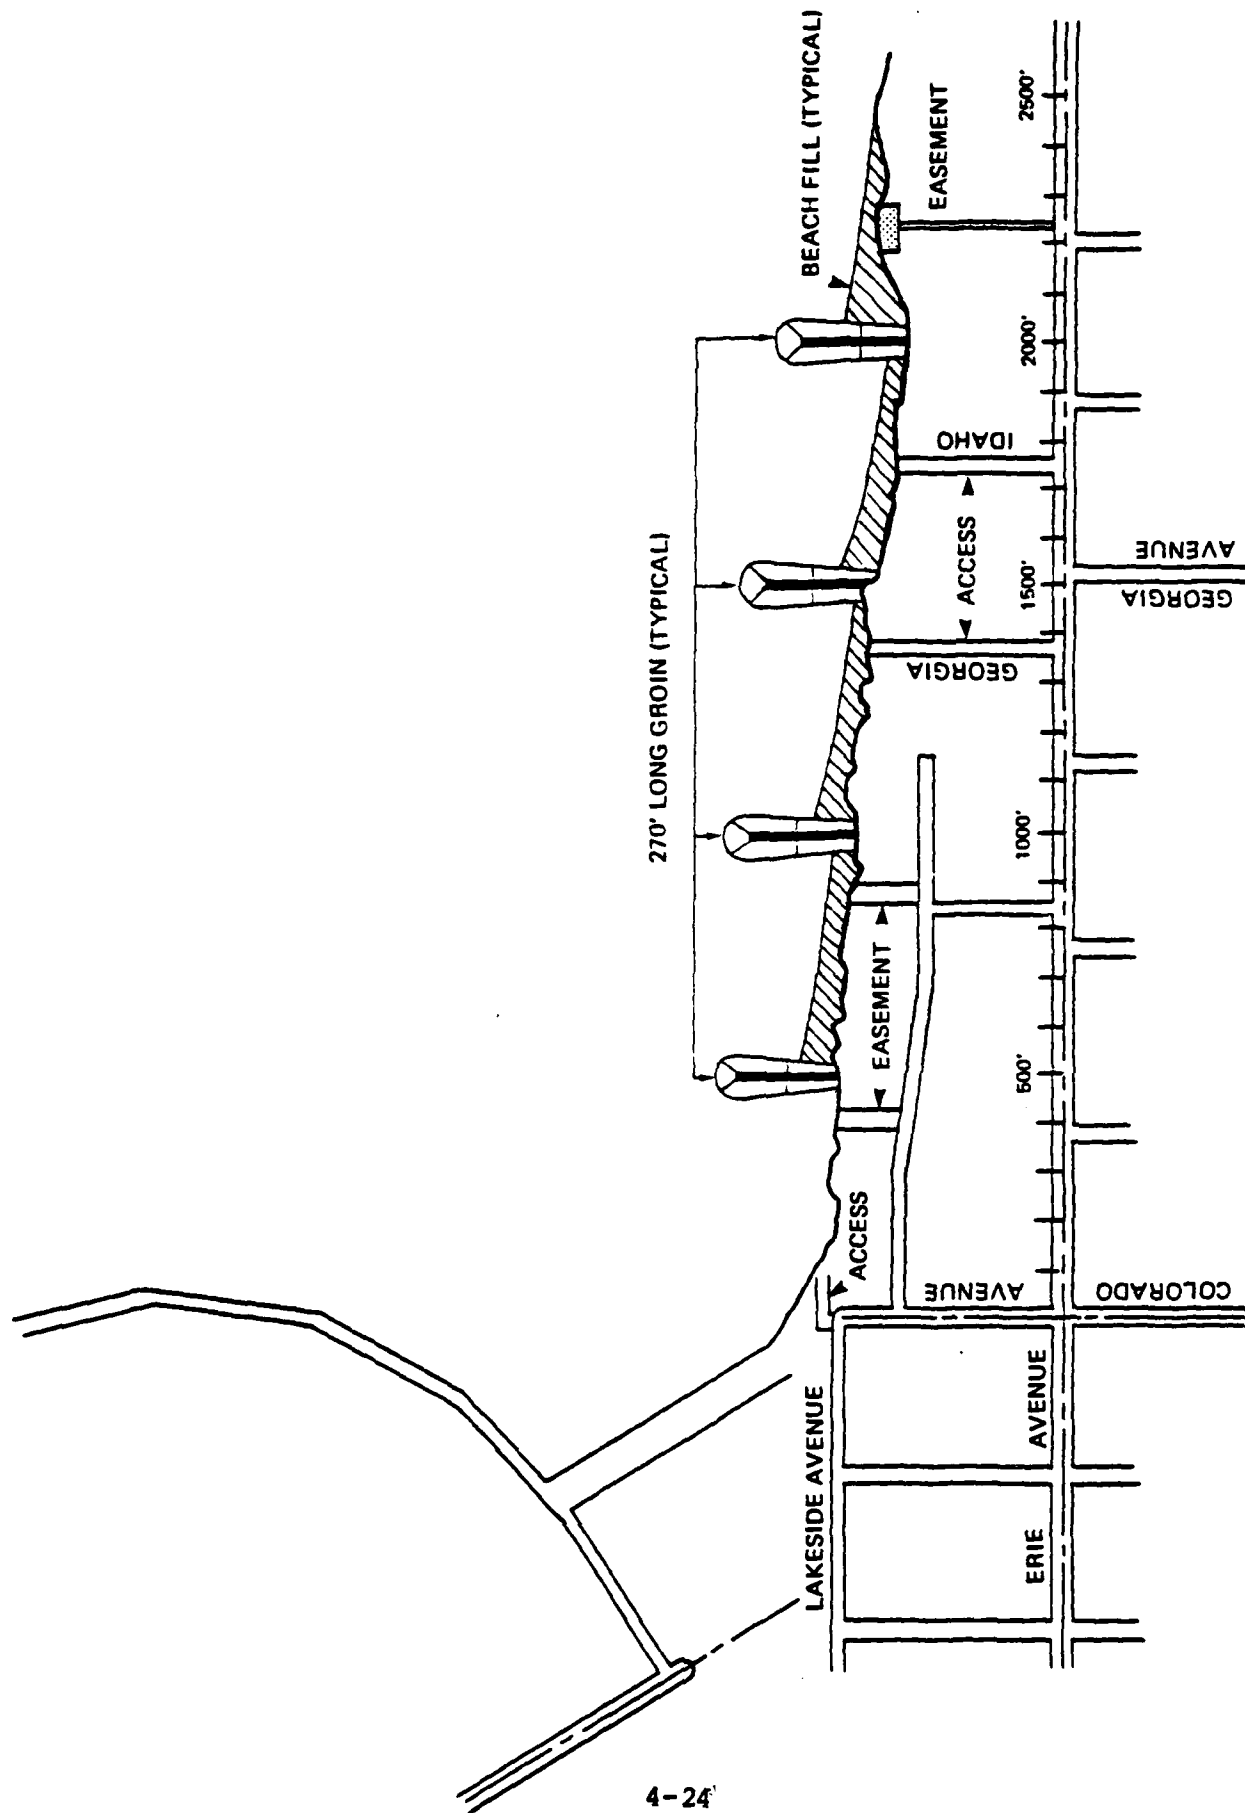 270' LONG GROIN (TYPICAL)
BEACH FILL (TYPICAL)
LAKESIDE AVENUE
ACCESS
EASEMENT
ACCESS
EASEMENT
COLORADO
AVENUE
GEORGIA
IDAHO
GEORGIA
AVENUE
ERIE
AVENUE
500'
1000'
1500'
2000'
2500'
4-24